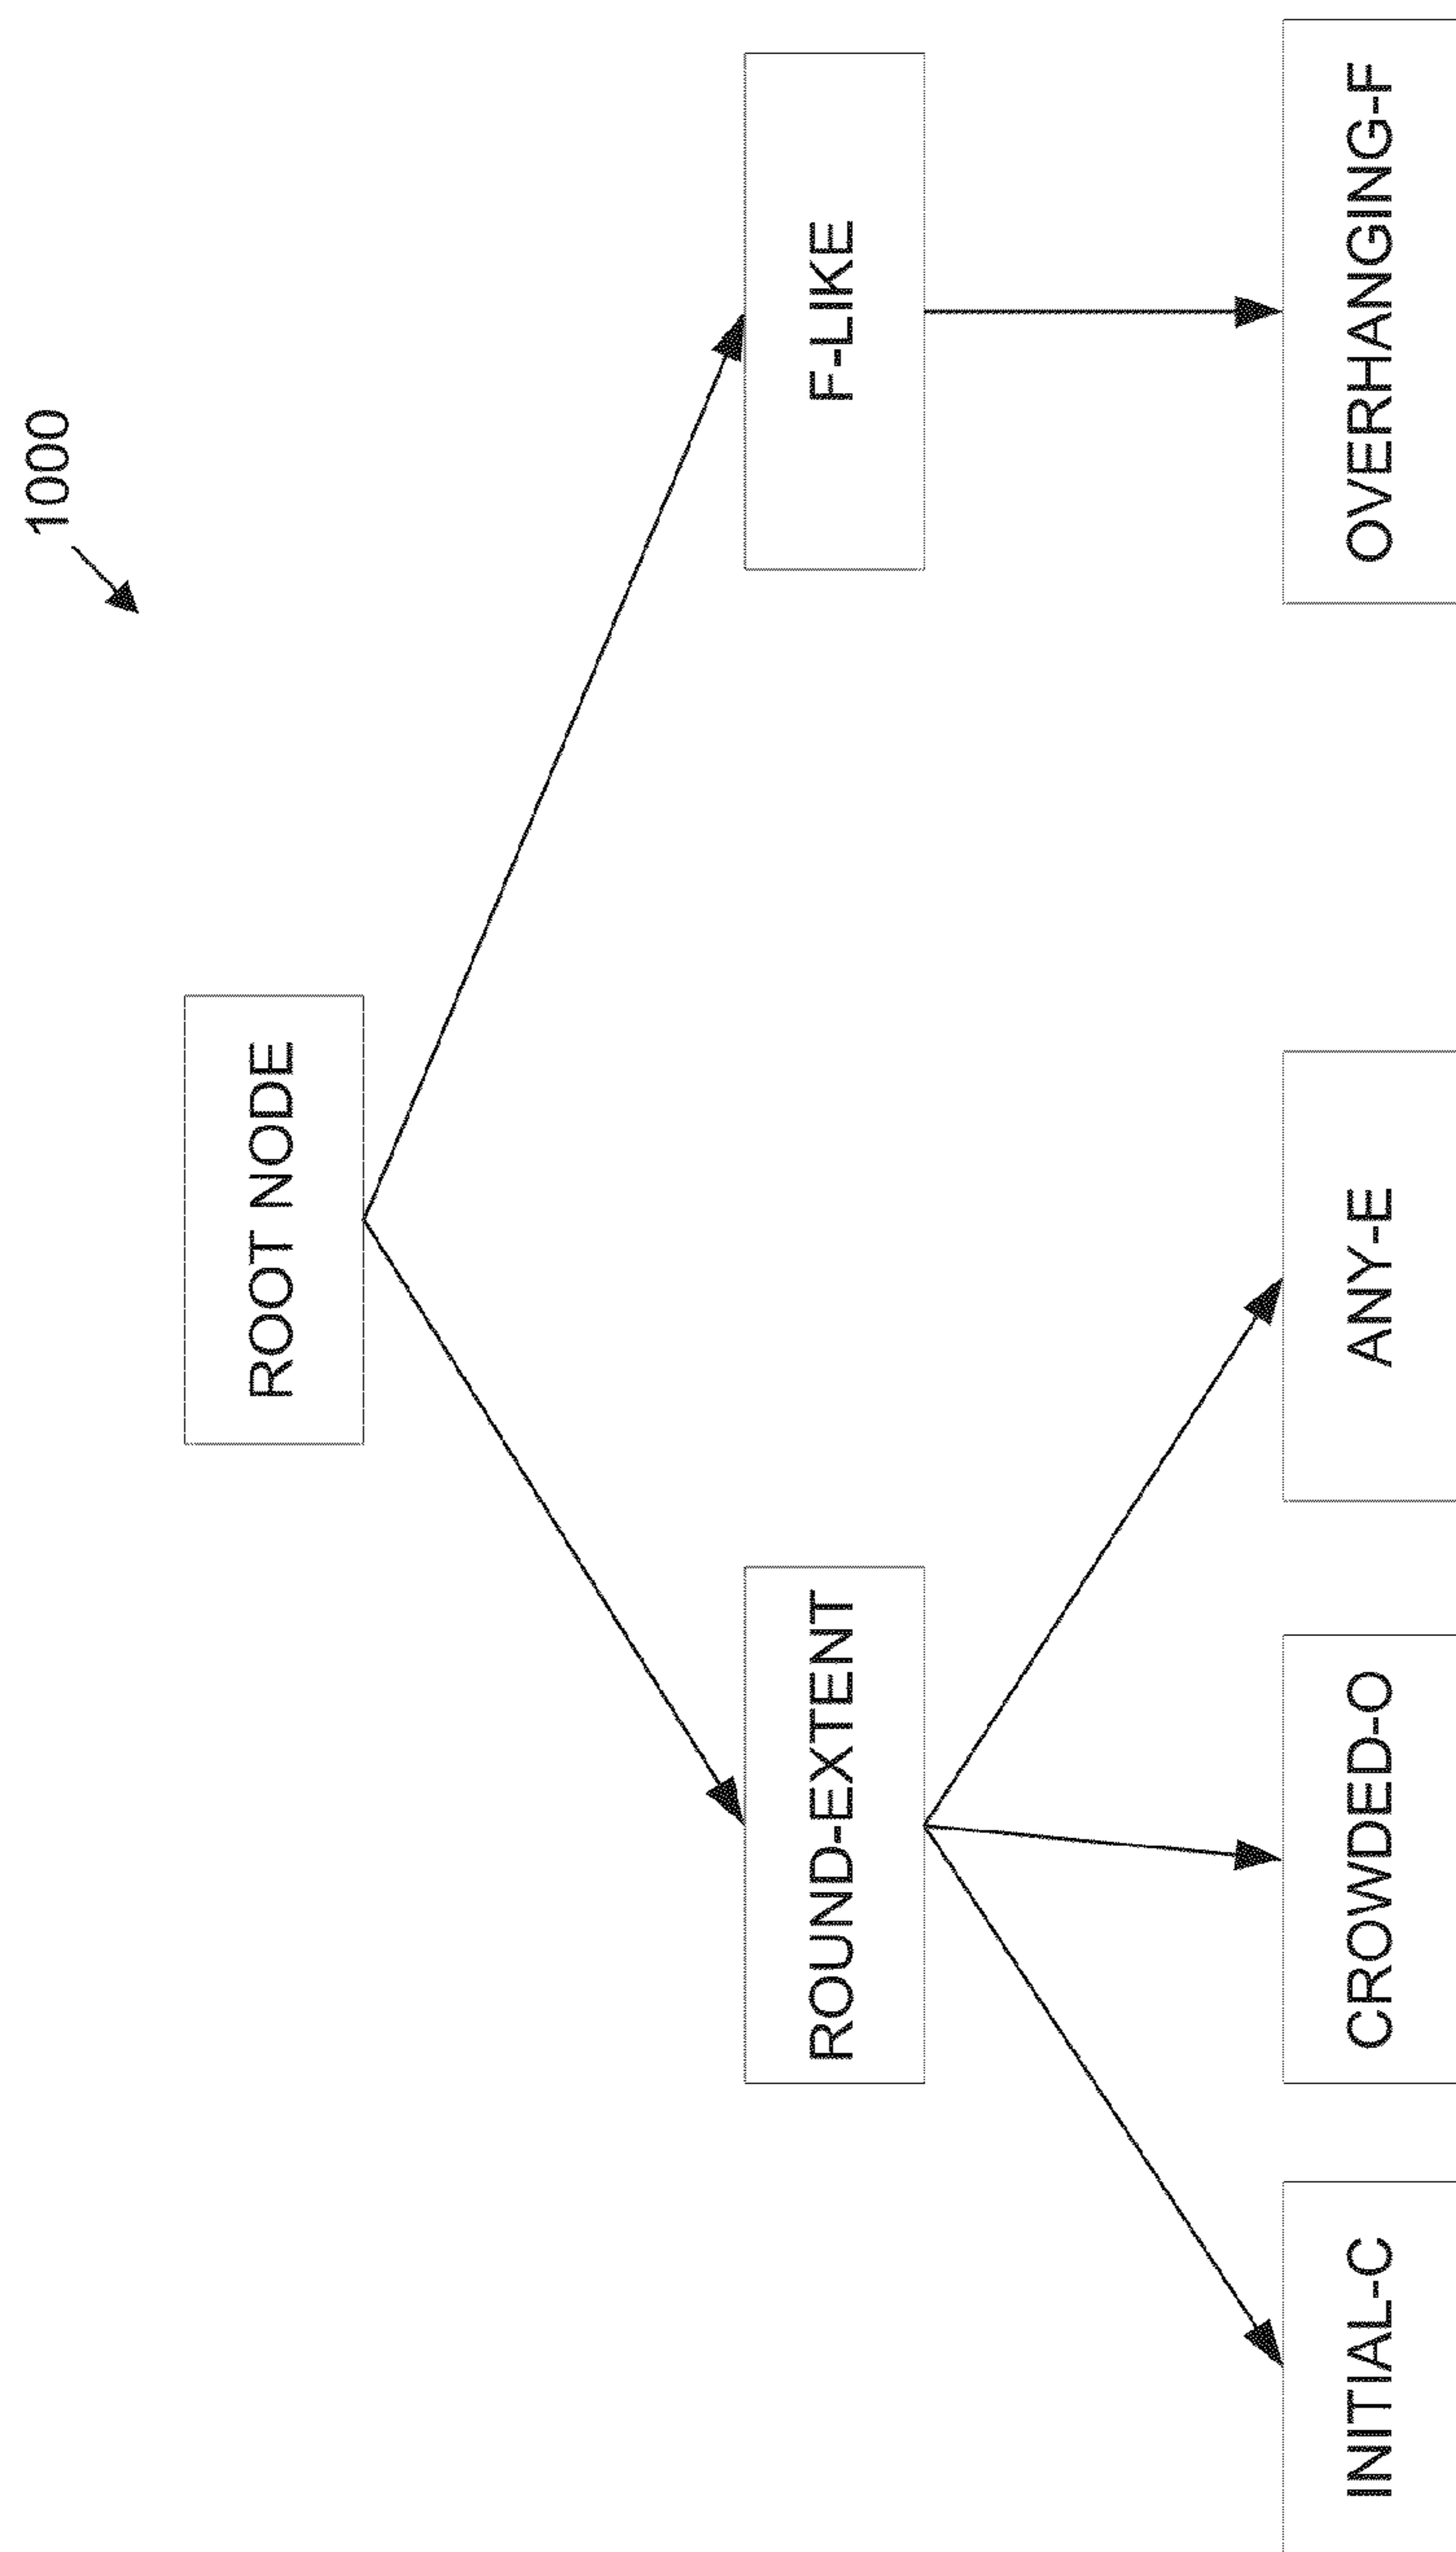 1000
ROOT NODE
ROUND-EXTENT
F-LIKE
INITIAL-C
CROWDED-O
ANY-E
OVERHANGING-F